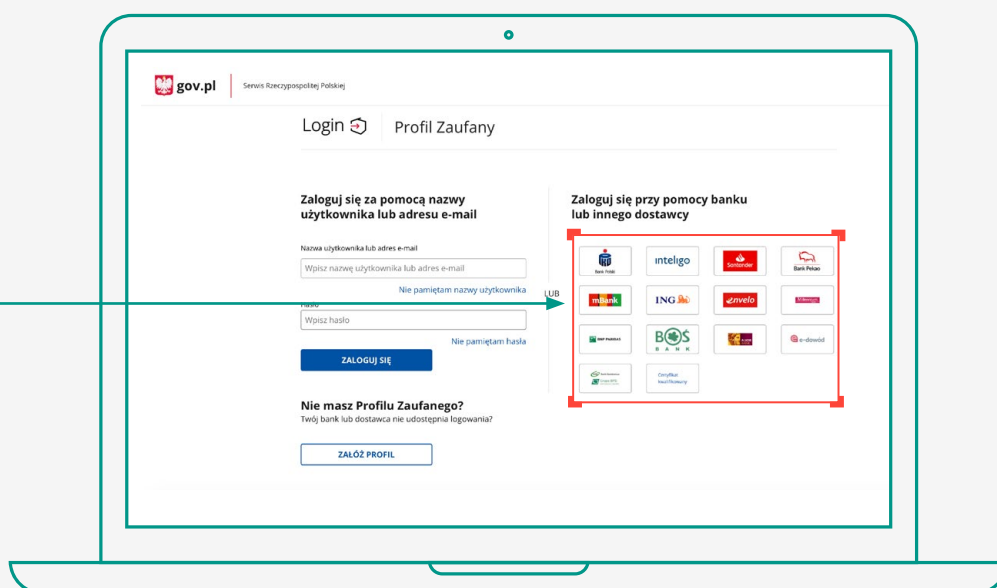 gov.pl
Serwis Rzeczypospolitej Polskiej
Login
Profil Zaufany
Zaloguj się za pomocą nazwy
użytkownika lub adresu e-mail
Nazwa użytkownika lub adres e-mail
Wpisz nazwę użytkownika lub adres e-mail
Nie pamiętam nazwy użytkownika
Hasło
Wpisz hasło
Nie pamiętam hasła
ZALOGUJ SIĘ
Nie masz Profilu Zaufanego?
Twój bank lub dostawca nie udostępnia logowania?
ZAŁÓŻ PROFIL
LUB
Zaloguj się przy pomocy banku
lub innego dostawcy
Bank Polski
inteligo
Santander
Bank Pekao
mBank
ING
envelo
Millennium
BNP PARIBAS
BOŚ
BANK
e-dowód
Certyfikat
kwalifikowany